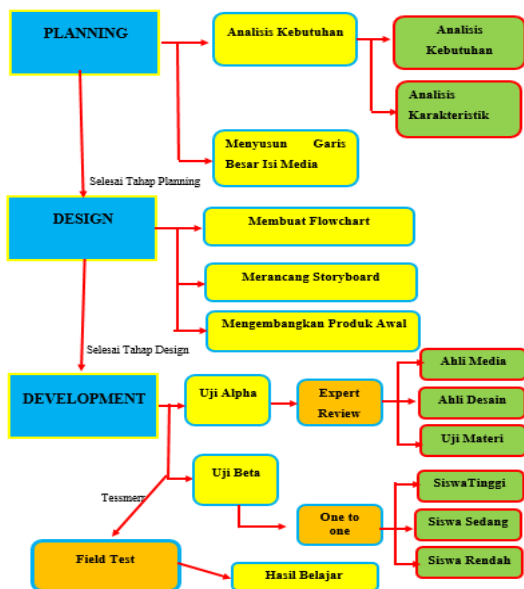 PLANNING
Analisis Kebutuhan
Analisis
Kebutuhan
Analisis
Karakteristik
Menyusun Garis
Besar Isi Media
Selesai Tahap Planning
DESIGN
Membuat Flowchart
Merancang Storyboard
Mengembangkan Produk Awal
Selesai Tahap Design
DEVELOPMENT
Uji Alpha
Expert
Review
Ahli Media
Ahli Desain
Uji Materi
Uji Beta
One to
one
SiswaTinggi
Siswa Sedang
Siswa Rendah
Tessmerr
Field Test
Hasil Belajar